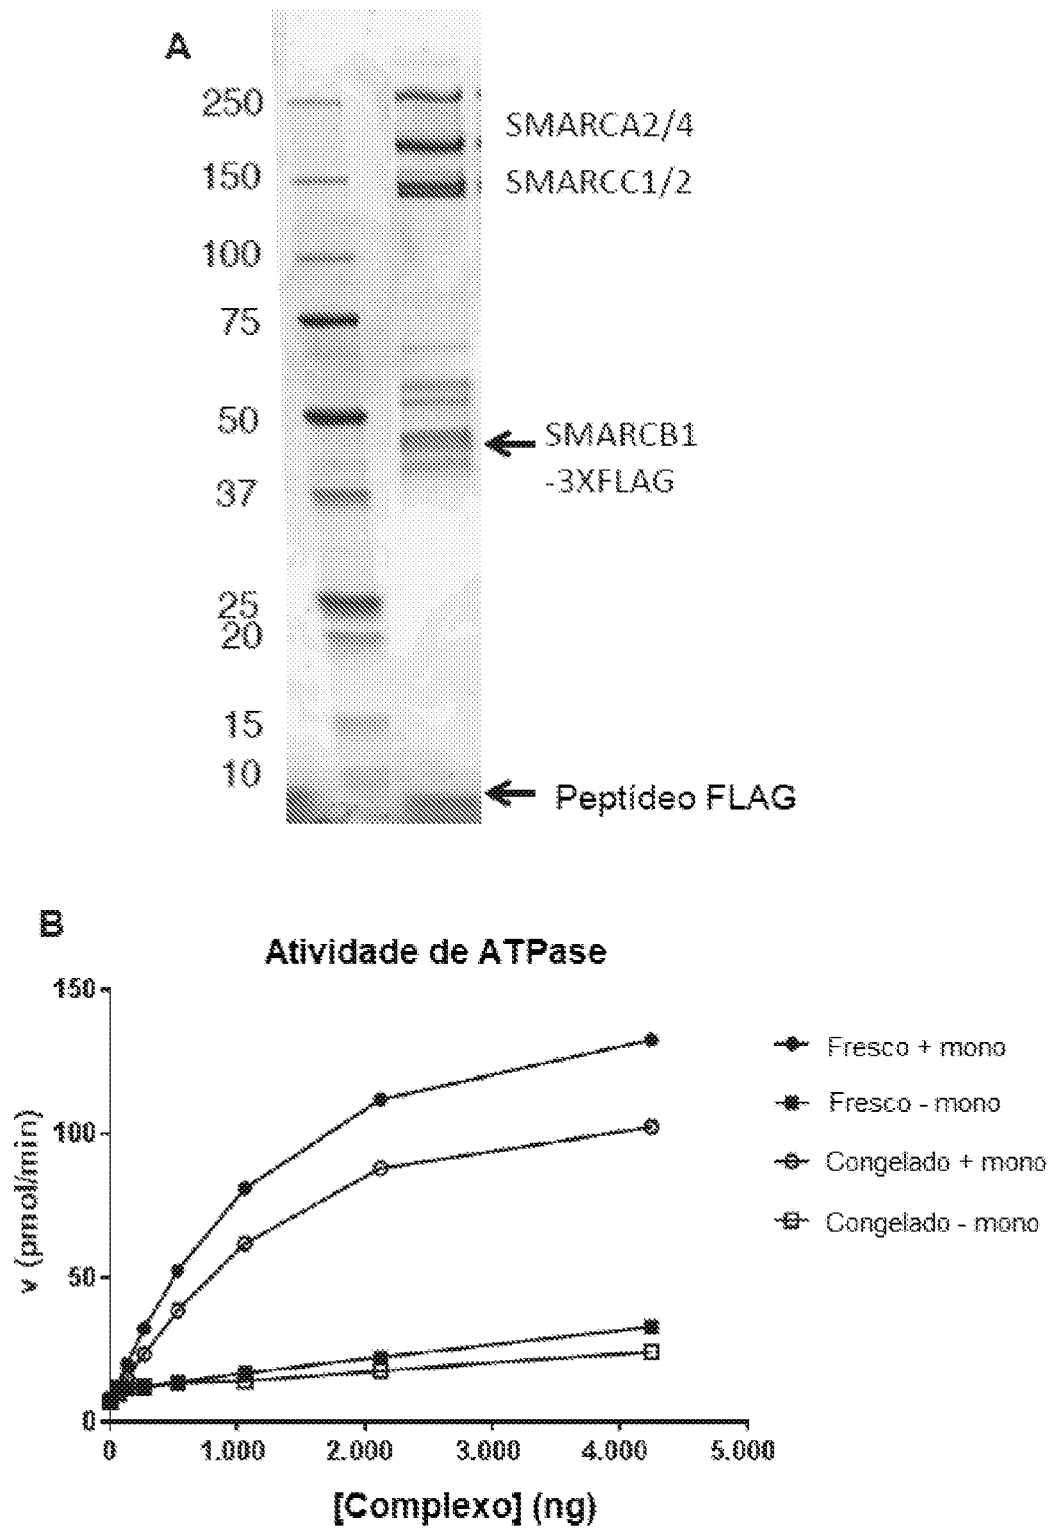 A
250
150
100
75
50
37
25
20
15
10
SMARCA2/4
SMARCC1/2
SMARCB1
-3XFLAG
Peptídeo FLAG
B
Atividade de ATPase
v (pmol/min)
150
100
50
0
0 1.000 2.000 3.000 4.000 5.000
[Complexo] (ng)
Fresco + mono
Fresco - mono
Congelado + mono
Congelado - mono